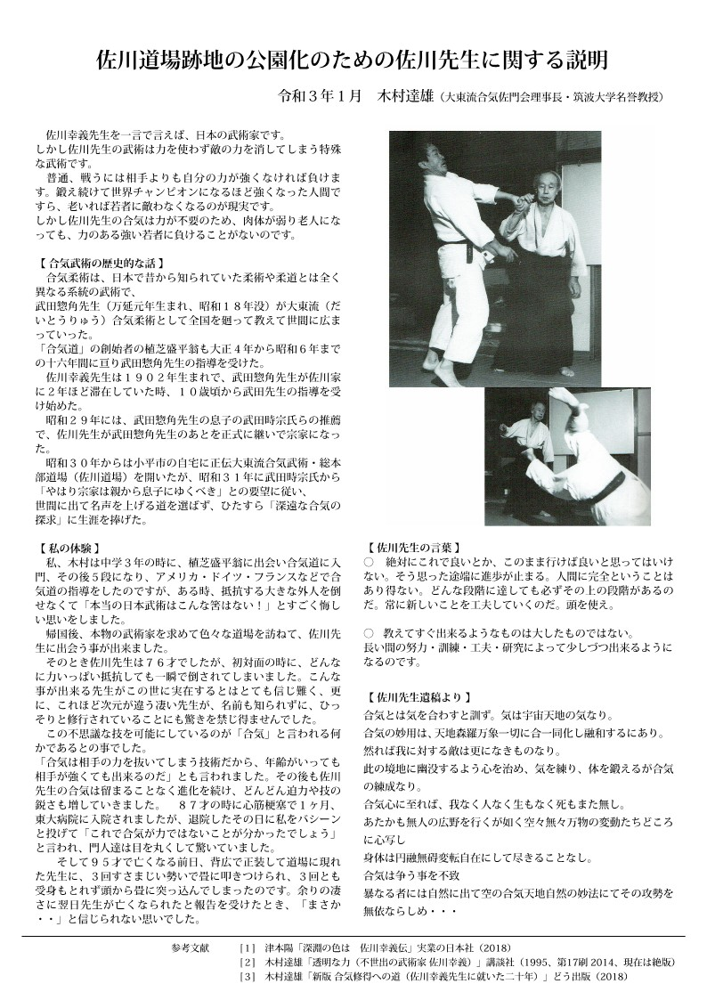 佐川道場跡地の公園化のための佐川先生に関する説明
令和３年１月　木村達雄（大東流合気佐門会理事長・筑波大学名誉教授）
　佐川幸義先生を一言で言えば、日本の武術家です。
しかし佐川先生の武術は力を使わず敵の力を消してしまう特殊
な武術です。
　普通、戦うには相手よりも自分の力が強くなければ負けま
す。鍛え続けて世界チャンピオンになるほど強くなった人間で
すら、老いれば若者に敵わなくなるのが現実です。
しかし佐川先生の合気は力が不要のため、肉体が弱り老人にな
っても、力のある強い若者に負けることがないのです。
【 合気武術の歴史的な話 】
　合気柔術は、日本で昔から知られていた柔術や柔道とは全く
異なる系統の武術で、
武田惣角先生（万延元年生まれ、昭和１８年没）が大東流（だ
いとうりゅう）合気柔術として全国を廻って教えて世間に広ま
っていった。
「合気道」の創始者の植芝盛平翁も大正４年から昭和６年まで
の十六年間に亘り武田惣角先生の指導を受けた。
　佐川幸義先生は１９０２年生まれで、武田惣角先生が佐川家
に２年ほど滞在していた時、１０歳頃から武田先生の指導を受
け始めた。
　昭和２９年には、武田惣角先生の息子の武田時宗氏らの推薦
で、佐川先生が武田惣角先生のあとを正式に継いで宗家になっ
た。
　昭和３０年からは小平市の自宅に正伝大東流合気武術・総本
部道場（佐川道場）を開いたが、昭和３１年に武田時宗氏から
「やはり宗家は親から息子にゆくべき」との要望に従い、
世間に出て名声を上げる道を選ばず、ひたすら「深遠な合気の
探求」に生涯を捧げた。
【 私の体験 】
　私、木村は中学３年の時に、植芝盛平翁に出会い合気道に入
門、その後５段になり、アメリカ・ドイツ・フランスなどで合
気道の指導をしたのですが、ある時、抵抗する大きな外人を倒
せなくて「本当の日本武術はこんな筈はない！」とすごく悔し
い思いをしました。
　帰国後、本物の武術家を求めて色々な道場を訪ねて、佐川先
生に出会う事が出来ました。
　そのとき佐川先生は７６才でしたが、初対面の時に、どんな
に力いっぱい抵抗しても一瞬で倒されてしまいました。こんな
事が出来る先生がこの世に実在するとはとても信じ難く、更
に、これほど次元が違う凄い先生が、名前も知られずに、ひっ
そりと修行されていることにも驚きを禁じ得ませんでした。
　この不思議な技を可能にしているのが「合気」と言われる何
かであるとの事でした。
「合気は相手の力を抜いてしまう技術だから、年齢がいっても
相手が強くても出来るのだ」とも言われました。その後も佐川
先生の合気は留まることなく進化を続け、どんどん迫力や技の
鋭さも増していきました。　８７才の時に心筋梗塞で１ヶ月、
東大病院に入院されましたが、退院したその日に私をバシーン
と投げて「これで合気が力ではないことが分かったでしょう」
と言われ、門人達は目を丸くして驚いていました。
　　そして９５才で亡くなる前日、背広で正装して道場に現れ
た先生に、３回すさまじい勢いで畳に叩きつけられ、３回とも
受身もとれず頭から畳に突っ込んでしまったのです。余りの凄
さに翌日先生が亡くなられたと報告を受けたとき、「まさか
・・」と信じられない思いでした。
【 佐川先生の言葉 】
〇　絶対にこれで良いとか、このまま行けば良いと思ってはいけ
ない。そう思った途端に進歩が止まる。人間に完全ということは
あり得ない。どんな段階に達しても必ずその上の段階があるの
だ。常に新しいことを工夫していくのだ。頭を使え。
〇　教えてすぐ出来るようなものは大したものではない。
長い間の努力・訓練・工夫・研究によって少しづつ出来るように
なるのです。
【 佐川先生遺稿より 】
合気とは気を合わすと訓ず。気は宇宙天地の気なり。
合気の妙用は、天地森羅万象一切に合一同化し融和するにあり。
然れば我に対する敵は更になきものなり。
此の境地に幽没するよう心を治め、気を練り、体を鍛えるが合気
の練成なり。
合気心に至れば、我なく人なく生もなく死もまた無し。
あたかも無人の広野を行くが如く空々無々万物の変動たちどころ
に心写し
身体は円融無碍変転自在にして尽きることなし。
合気は争う事を不致
暴なる者には自然に出て空の合気天地自然の妙法にてその攻勢を
無依ならしめ・・・
参考文献　［1］　津本陽「深淵の色は　佐川幸義伝」実業の日本社（2018）
［2］　木村達雄「透明な力（不世出の武術家 佐川幸義）」講談社（1995、第17刷 2014、現在は絶版）
［3］　木村達雄「新版 合気修得への道（佐川幸義先生に就いた二十年）」どう出版（2018）